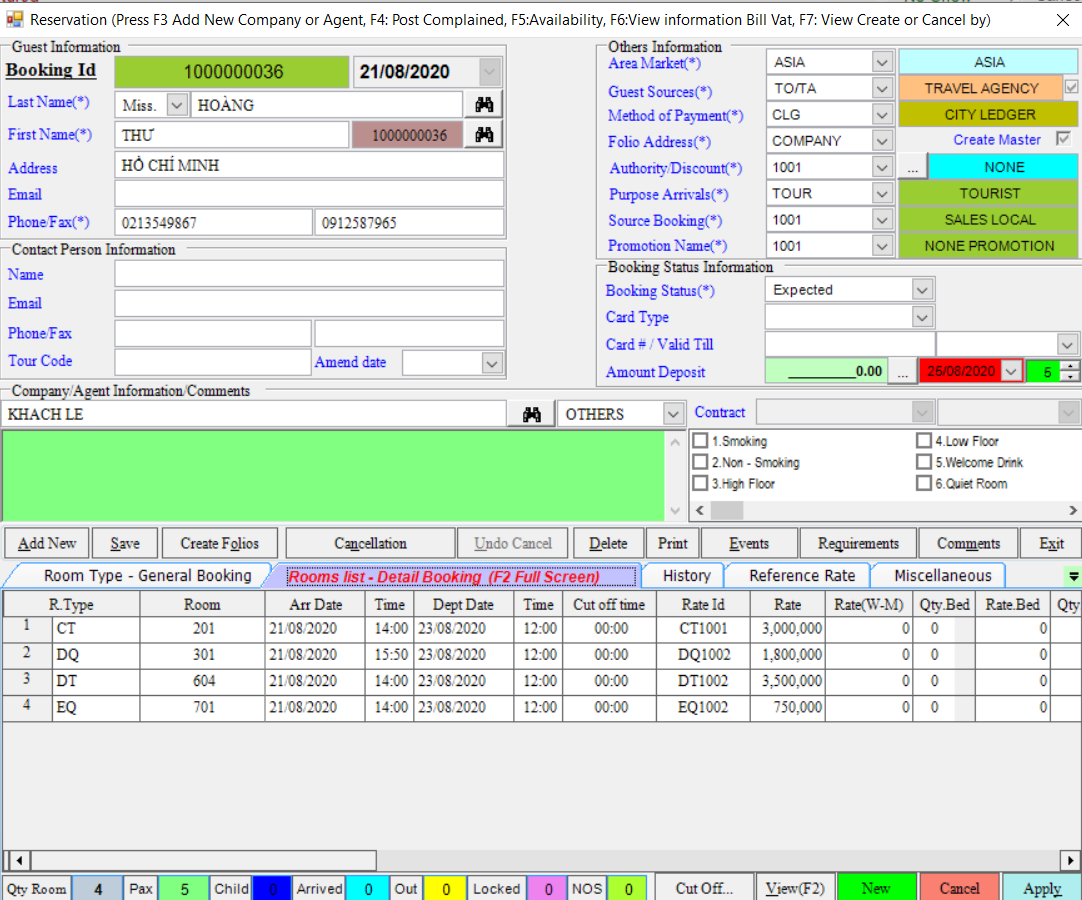 Reservation (Press F3 Add New Company or Agent, F4: Post Complained, F5:Availability, F6:View information Bill Vat, F7: View Create or Cancel by)
Guest Information
Booking Id 1000000036 21/08/2020
Last Name(*) Miss. HOÀNG
First Name(*) THƯ 1000000036
Address HỒ CHÍ MINH
Email
Phone/Fax(*) 0213549867 0912587965
Contact Person Information
Name
Email
Phone/Fax
Tour Code Amend date
Others Information
Area Market(*) ASIA ASIA
Guest Sources(*) TO/TA TRAVEL AGENCY
Method of Payment(*) CLG CITY LEDGER
Folio Address(*) COMPANY Create Master
Authority/Discount(*) 1001 ... NONE
Purpose Arrivals(*) TOUR TOURIST
Source Booking(*) 1001 SALES LOCAL
Promotion Name(*) 1001 NONE PROMOTION
Booking Status Information
Booking Status(*) Expected
Card Type
Card # / Valid Till
Amount Deposit ________0.00 ... 25/08/2020 5
Company/Agent Information/Comments
KHACH LE OTHERS Contract
1.Smoking 4.Low Floor
2.Non - Smoking 5.Welcome Drink
3.High Floor 6.Quiet Room
Add New Save Create Folios Cancellation Undo Cancel Delete Print Events Requirements Comments Exit
Room Type - General Booking Rooms list - Detail Booking (F2 Full Screen) History Reference Rate Miscellaneous
R.Type Room Arr Date Time Dept Date Time Cut off time Rate Id Rate Rate(W-M) Qty.Bed Rate.Bed Qty
1 CT 201 21/08/2020 14:00 23/08/2020 12:00 00:00 CT1001 3,000,000 0 0 0
2 DQ 301 21/08/2020 15:50 23/08/2020 12:00 00:00 DQ1002 1,800,000 0 0 0
3 DT 604 21/08/2020 14:00 23/08/2020 12:00 00:00 DT1002 3,500,000 0 0 0
4 EQ 701 21/08/2020 14:00 23/08/2020 12:00 00:00 EQ1002 750,000 0 0 0
Qty Room 4 Pax 5 Child 0 Arrived 0 Out 0 Locked 0 NOS 0 Cut Off... View(F2) New Cancel Apply